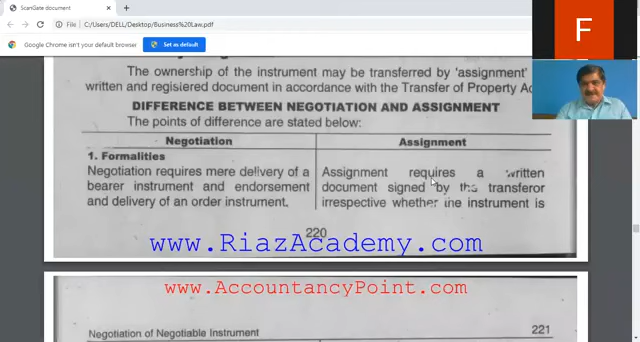 ScanGate document
File
C:/Users/DELL/Desktop/Business%20Law.pdf
Google Chrome isn't your default browser
Set as default
F
The ownership of the instrument may be transferred by 'assignment'
written and registered document in accordance with the Transfer of Property
DIFFERENCE BETWEEN NEGOTIATION AND ASSIGNMENT
The points of difference are stated below:
Negotiation
Assignment
1. Formalities
Negotiation requires mere delivery of a
bearer instrument and endorsement
and delivery of an order instrument.
Assignment requires a written
document signed by the transferor
irrespective whether the instrument is
220
www.RiazAcademy.com
www.AccountancyPoint.com
Negotiation of Negotiable Instrument
221